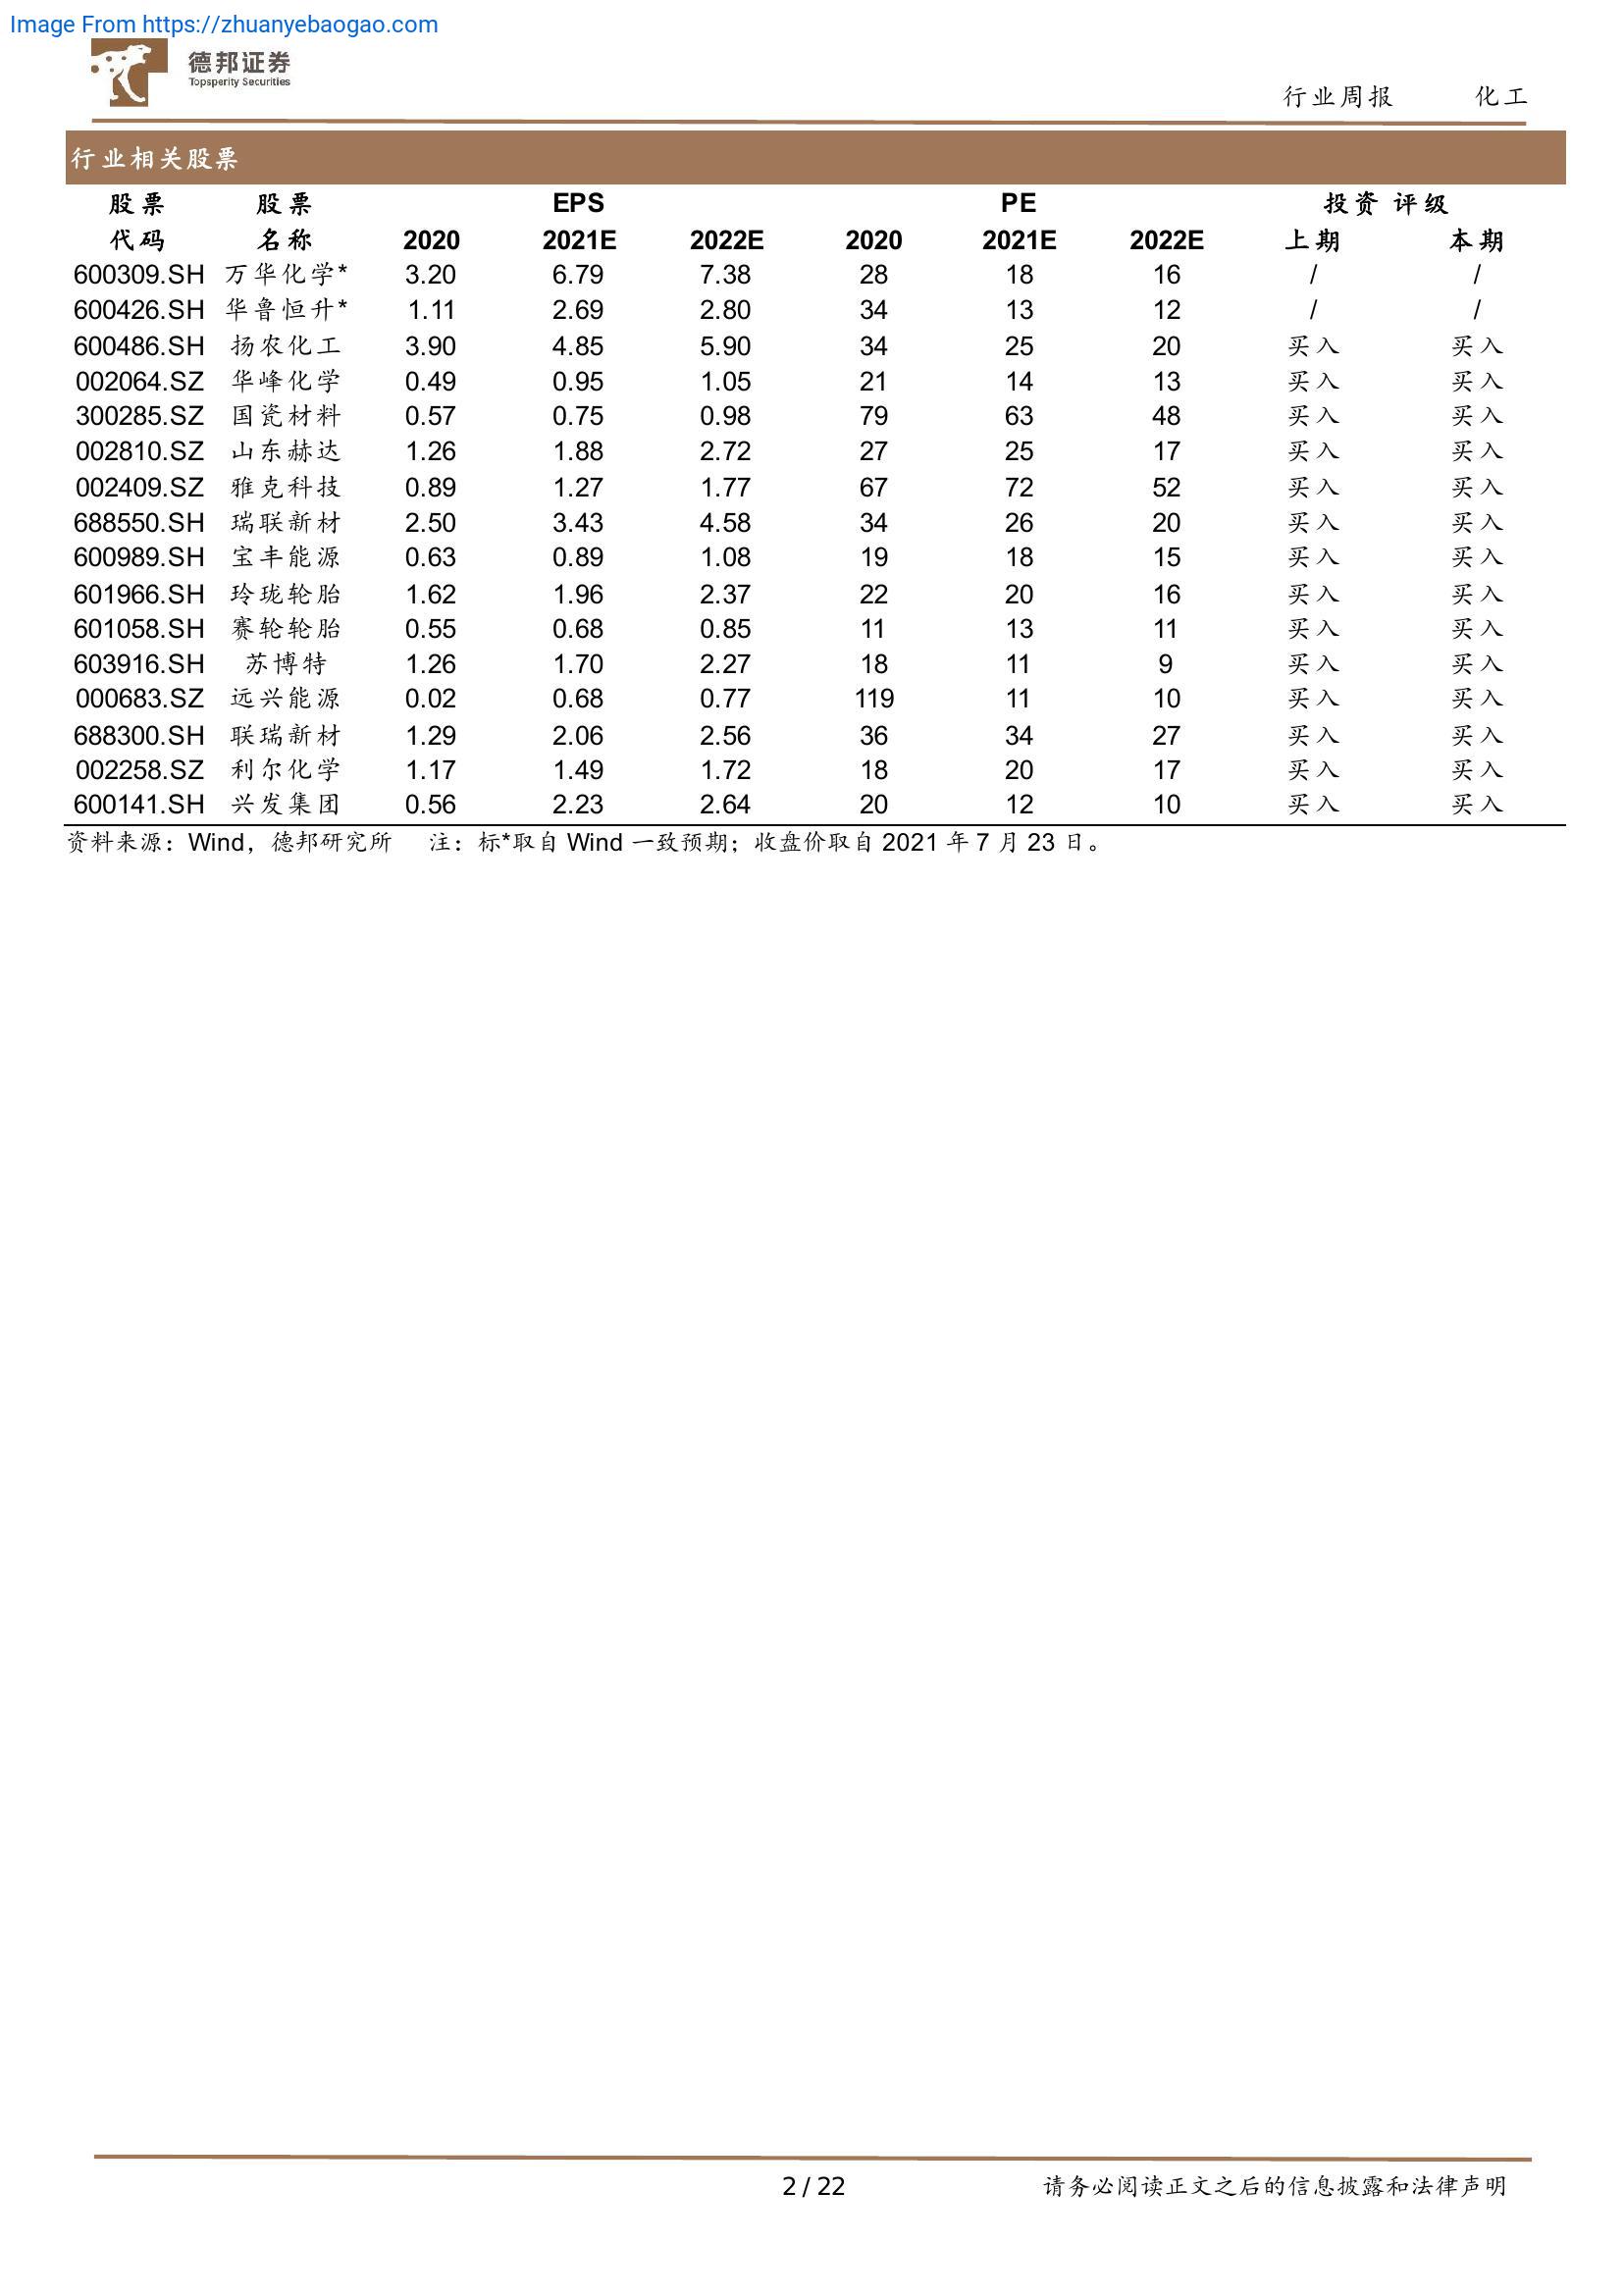 Image From https://zhuanyebaogao.com
德邦证券
Topsperity Securities
行业周报 化工
行业相关股票
股票 股票 EPS PE 投资评级
代码 名称 2020 2021E 2022E 2020 2021E 2022E 上期 本期
600309.SH 万华化学* 3.20 6.79 7.38 28 18 16 / /
600426.SH 华鲁恒升* 1.11 2.69 2.80 34 13 12 / /
600486.SH 扬农化工 3.90 4.85 5.90 34 25 20 买入 买入
002064.SZ 华峰化学 0.49 0.95 1.05 21 14 13 买入 买入
300285.SZ 国瓷材料 0.57 0.75 0.98 79 63 48 买入 买入
002810.SZ 山东赫达 1.26 1.88 2.72 27 25 17 买入 买入
002409.SZ 雅克科技 0.89 1.27 1.77 67 72 52 买入 买入
688550.SH 瑞联新材 2.50 3.43 4.58 34 26 20 买入 买入
600989.SH 宝丰能源 0.63 0.89 1.08 19 18 15 买入 买入
601966.SH 玲珑轮胎 1.62 1.96 2.37 22 20 16 买入 买入
601058.SH 赛轮轮胎 0.55 0.68 0.85 11 13 11 买入 买入
603916.SH 苏博特 1.26 1.70 2.27 18 11 9 买入 买入
000683.SZ 远兴能源 0.02 0.68 0.77 119 11 10 买入 买入
688300.SH 联瑞新材 1.29 2.06 2.56 36 34 27 买入 买入
002258.SZ 利尔化学 1.17 1.49 1.72 18 20 17 买入 买入
600141.SH 兴发集团 0.56 2.23 2.64 20 12 10 买入 买入
资料来源：Wind，德邦研究所 注：标*取自 Wind 一致预期；收盘价取自 2021 年 7 月 23 日。
2 / 22 请务必阅读正文之后的信息披露和法律声明